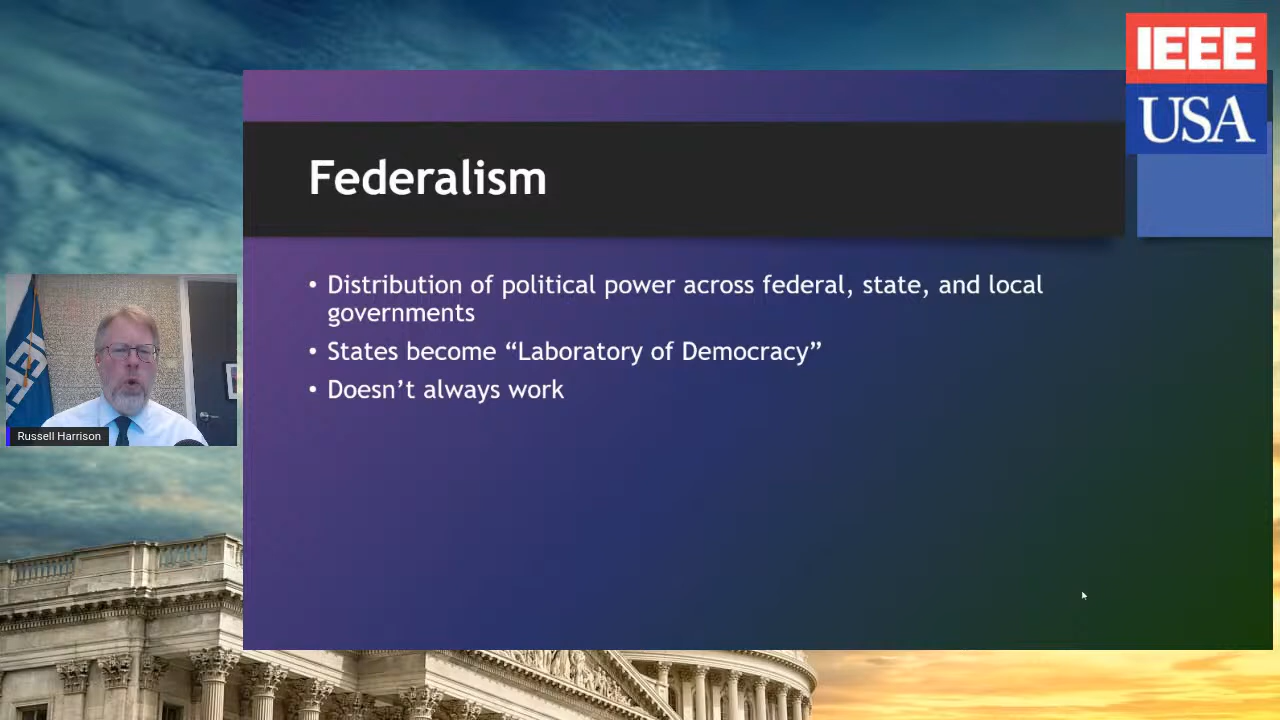 IEEE
USA
Federalism
• Distribution of political power across federal, state, and local
governments
• States become “Laboratory of Democracy”
• Doesn’t always work
IEEE
Russell Harrison